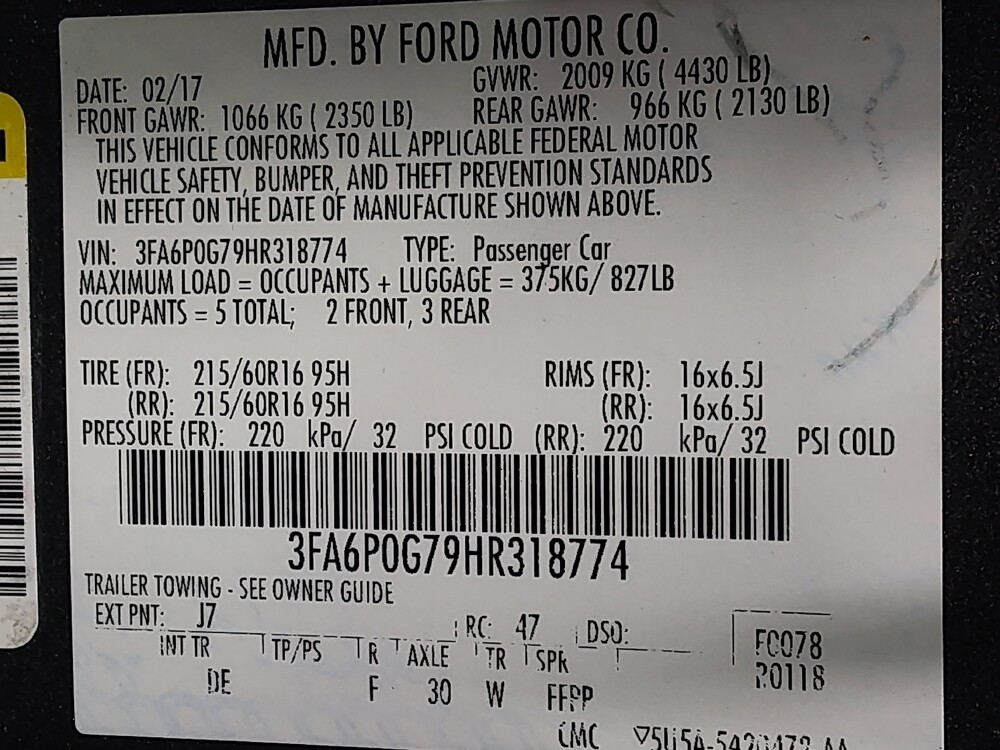 MFD. BY FORD MOTOR CO.
DATE: 02/17 GVWR: 2009 KG ( 4430 LB)
FRONT GAWR: 1066 KG ( 2350 LB) REAR GAWR: 966 KG ( 2130 LB)
THIS VEHICLE CONFORMS TO ALL APPLICABLE FEDERAL MOTOR
VEHICLE SAFETY, BUMPER, AND THEFT PREVENTION STANDARDS
IN EFFECT ON THE DATE OF MANUFACTURE SHOWN ABOVE.
VIN: 3FA6P0G79HR318774 TYPE: Passenger Car
MAXIMUM LOAD = OCCUPANTS + LUGGAGE = 375KG/ 827LB
OCCUPANTS = 5 TOTAL; 2 FRONT, 3 REAR
TIRE (FR): 215/60R16 95H RIMS (FR): 16x6.5J
(RR): 215/60R16 95H (RR): 16x6.5J
PRESSURE (FR): 220 kPa/ 32 PSI COLD (RR): 220 kPa/ 32 PSI COLD
3FA6P0G79HR318774
TRAILER TOWING - SEE OWNER GUIDE
EXT PNT: J7 RC: 47 DSO: F0078
INT TR TP/PS R AXLE TR SPR R0118
DE F 30 W FFPP